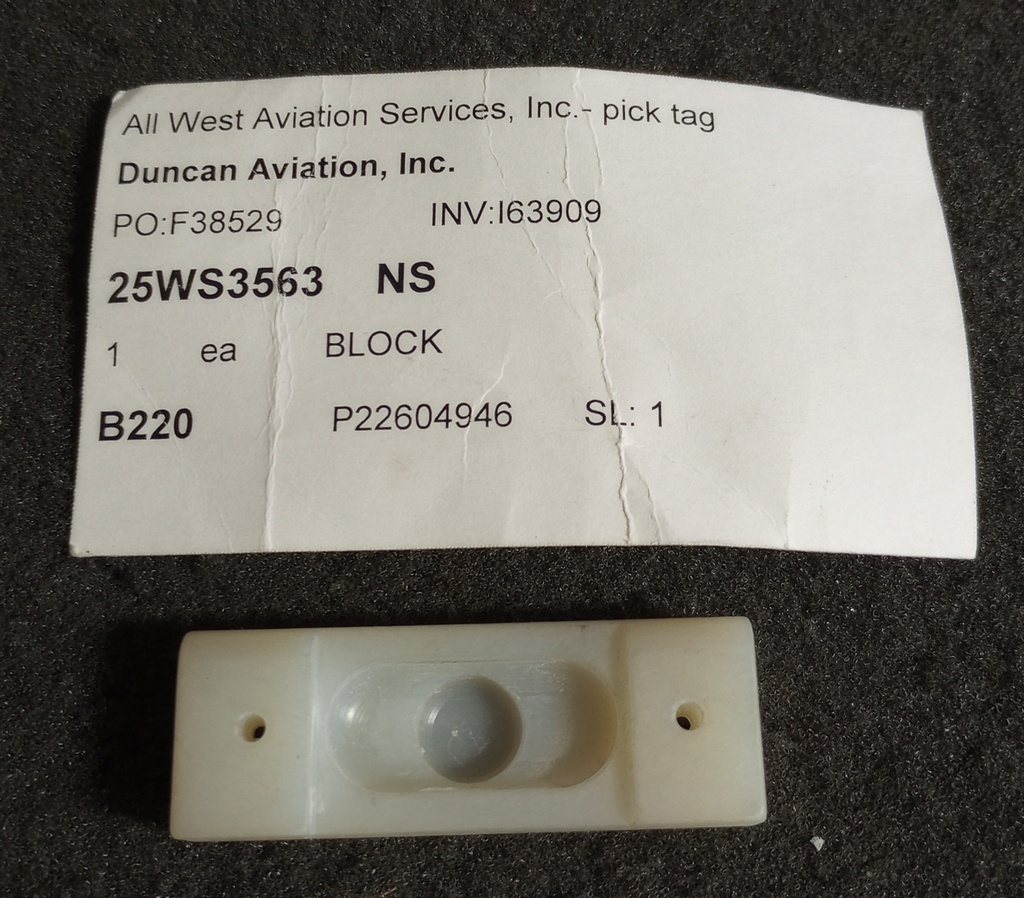 All West Aviation Services, Inc.- pick tag
Duncan Aviation, Inc.
PO:F38529 INV:I63909
25WS3563 NS
1 ea BLOCK
B220 P22604946 SL: 1